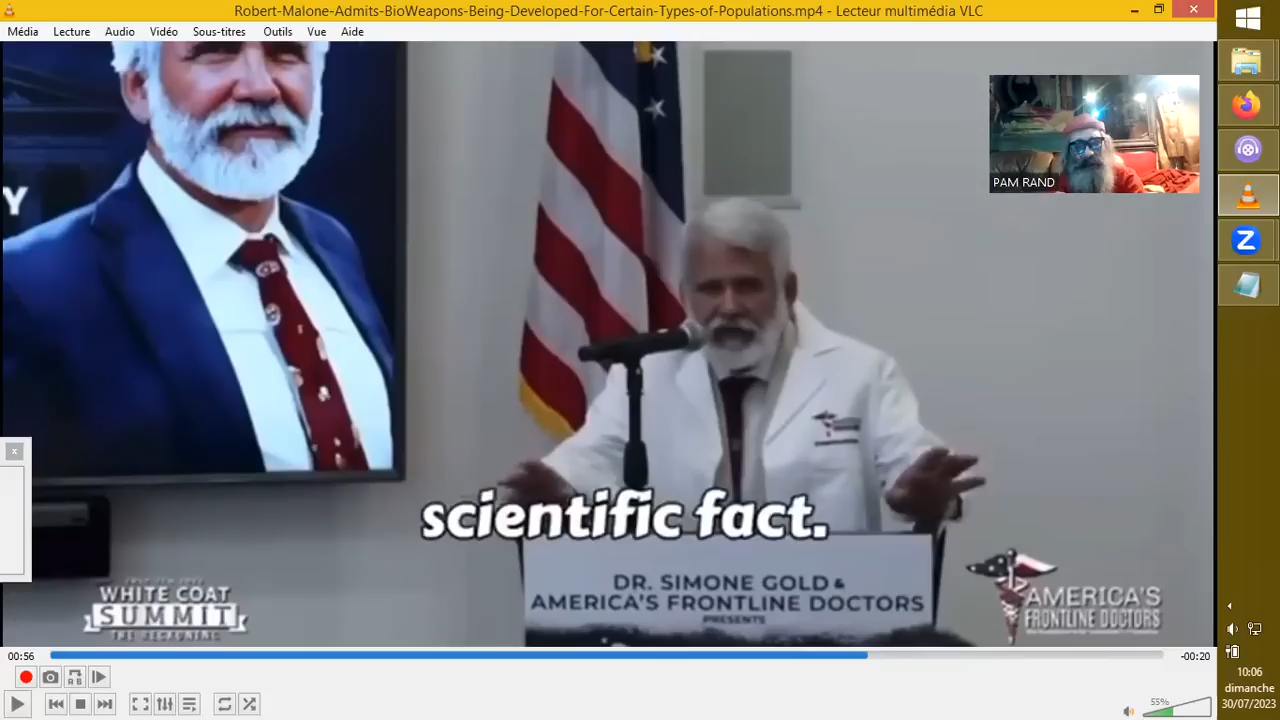 Robert-Malone-Admits-BioWeapons-Being-Developed-For-Certain-Types-of-Populations.mp4 - Lecteur multimédia VLC
Média Lecture Audio Vidéo Sous-titres Outils Vue Aide
Y
PAM RAND
scientific fact.
DR. SIMONE GOLD &
AMERICA'S FRONTLINE DOCTORS
PRESENTS
WHITE COAT
SUMMIT
THE RECKONING
AMERICA'S
FRONTLINE DOCTORS
00:56
-00:20
55%
10:06
dimanche
30/07/2023